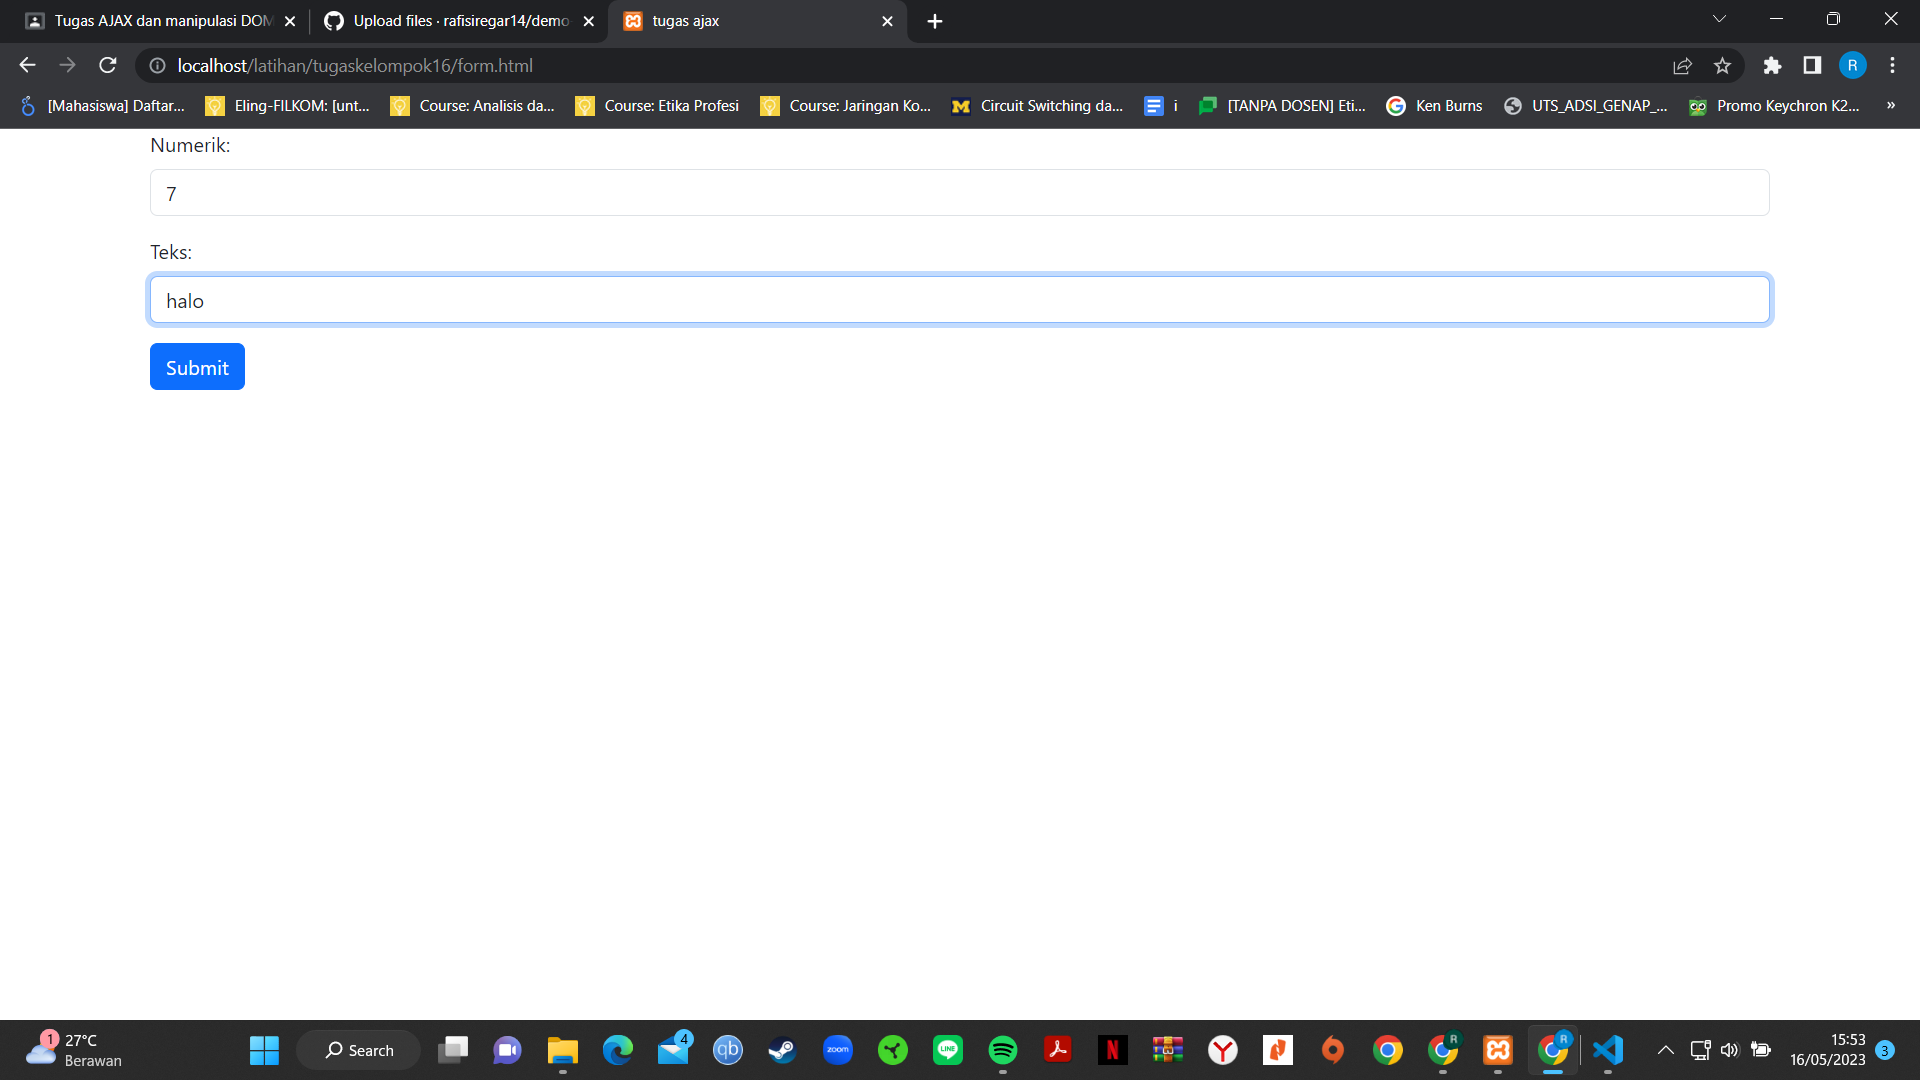 Tugas AJAX dan manipulasi DOM
Upload files · rafisiregar14/demo
tugas ajax
localhost/latihan/tugaskelompok16/form.html
R
[Mahasiswa] Daftar...
Eling-FILKOM: [unt...
Course: Analisis da...
Course: Etika Profesi
Course: Jaringan Ko...
Circuit Switching da...
i
[TANPA DOSEN] Eti...
Ken Burns
UTS_ADSI_GENAP_...
Promo Keychron K2...
»
Numerik:
7
Teks:
halo
Submit
1
27°C
Berawan
Search
4
qb
zoom
LINE
N
R
R
15:53
16/05/2023
3